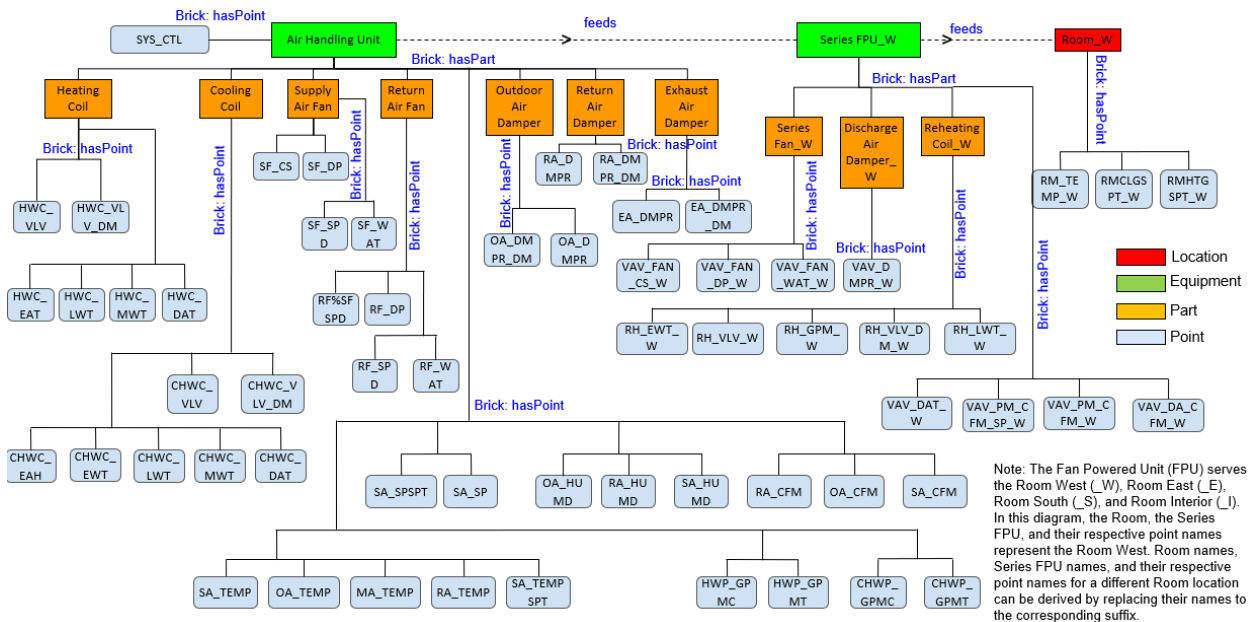 Brick: hasPoint
SYS_CTL
Air Handling Unit
feeds
Series FPU_W
feeds
Room_W
Brick: hasPart
Brick: hasPart
Brick: hasPoint
Heating
Coil
Cooling
Coil
Supply
Air Fan
Return
Air Fan
Outdoor
Air
Damper
Return
Air
Damper
Exhaust
Air
Damper
Series
Fan_W
Discharge
Air
Damper_
W
Reheating
Coil_W
Brick: hasPoint
SF_CS
SF_DP
Brick: hasPoint
Brick: hasPoint
Brick: hasPoint
Brick: hasPoint
RA_D
MPR
RA_DM
PR_DM
Brick: hasPoint
HWC_
VLV
HWC_VL
V_DM
SF_SP
D
SF_W
AT
OA_DM
PR_DM
OA_D
MPR
EA_DMPR
EA_DMPR
_DM
Brick: hasPoint
Brick: hasPoint
Brick: hasPoint
RM_TE
MP_W
RMCLGS
PT_W
RMHTG
SPT_W
HWC_
EAT
HWC_
LWT
HWC_
MWT
HWC_
DAT
RF%SF
SPD
RF_DP
VAV_FAN
_CS_W
VAV_FAN
_DP_W
VAV_FAN_
WAT_W
VAV_D
MPR_W
Location
Equipment
Part
Point
Brick: hasPoint
RH_EWT_
W
RH_VLV_W
RH_GPM_
W
RH_VLV_D
M_W
RH_LWT_
W
CHWC_
VLV
CHWC_V
LV_DM
RF_SP
D
RF_W
AT
Brick: hasPoint
VAV_DAT_
W
VAV_PM_C
FM_SP_W
VAV_PM_C
FM_W
VAV_DA_C
FM_W
CHWC_
EAH
CHWC_
EWT
CHWC_
LWT
CHWC_
MWT
CHWC_
DAT
SA_SPSPT
SA_SP
OA_HU
MD
RA_HU
MD
SA_HU
MD
RA_CFM
OA_CFM
SA_CFM
SA_TEMP
OA_TEMP
MA_TEMP
RA_TEMP
SA_TEMP
SPT
HWP_GP
MC
HWP_GP
MT
CHWP_
GPMC
CHWP_
GPMT
Note: The Fan Powered Unit (FPU) serves
the Room West (_W), Room East (_E),
Room South (_S), and Room Interior (_I).
In this diagram, the Room, the Series
FPU, and their respective point names
represent the Room West. Room names,
Series FPU names, and their respective
point names for a different Room location
can be derived by replacing their names to
the corresponding suffix.